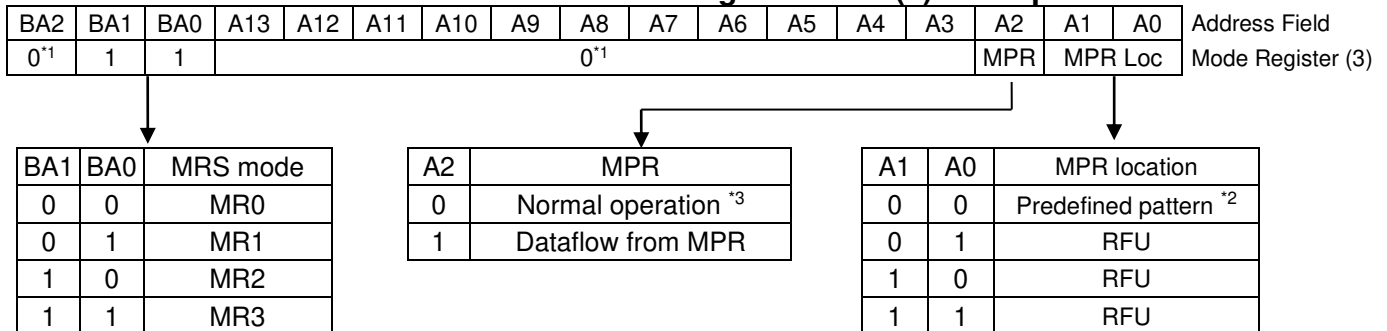 BA2 BA1 BA0 A13 A12 A11 A10 A9 A8 A7 A6 A5 A4 A3 A2 A1 A0 Address Field
0*1 1 1 0*1 MPR MPR Loc Mode Register (3)
BA1 BA0 MRS mode A2 MPR A1 A0 MPR location
0 0 MR0 0 Normal operation *3 0 0 Predefined pattern *2
0 1 MR1 1 Dataflow from MPR 0 1 RFU
1 0 MR2 1 0 RFU
1 1 MR3 1 1 RFU